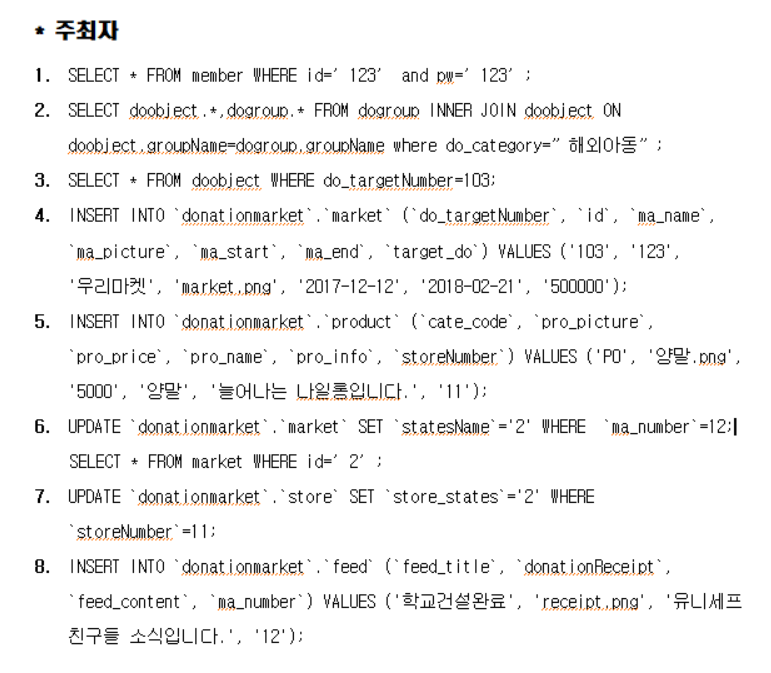 * 주최자
1. SELECT * FROM member WHERE id=’ 123’ and pw=’ 123’ ;
2. SELECT doobject.*,dogroup.* FROM dogroup INNER JOIN doobject ON
doobject.groupName=dogroup.groupName where do_category=” 해외아동” ;
3. SELECT * FROM doobject WHERE do_targetNumber=103;
4. INSERT INTO `donationmarket`.`market` (`do_targetNumber`, `id`, `ma_name`,
`ma_picture`, `ma_start`, `ma_end`, `target_do`) VALUES ('103', '123',
'우리마켓', 'market.png', '2017-12-12', '2018-02-21', '500000');
5. INSERT INTO `donationmarket`.`product` (`cate_code`, `pro_picture`,
`pro_price`, `pro_name`, `pro_info`, `storeNumber`) VALUES ('PO', '양말.png',
'5000', '양말', '늘어나는 나일롱입니다.', '11');
6. UPDATE `donationmarket`.`market` SET `statesName`='2' WHERE `ma_number`=12;
SELECT * FROM market WHERE id=’ 2’ ;
7. UPDATE `donationmarket`.`store` SET `store_states`='2' WHERE
`storeNumber`=11;
8. INSERT INTO `donationmarket`.`feed` (`feed_title`, `donationReceipt`,
`feed_content`, `ma_number`) VALUES ('학교건설완료', 'receipt.png', '유니세프
친구들 소식입니다.', '12');